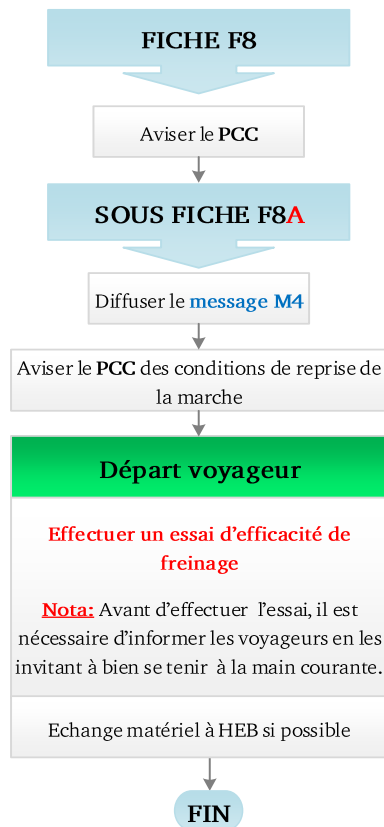 FICHE F8
Aviser le PCC
SOUS FICHE F8A
Diffuser le message M4
Aviser le PCC des conditions de reprise de
la marche
Départ voyageur
Effectuer un essai d’efficacité de
freinage
Nota: Avant d’effectuer l’essai, il est
nécessaire d’informer les voyageurs en les
invitant à bien se tenir à la main courante.
Echange matériel à HEB si possible
FIN